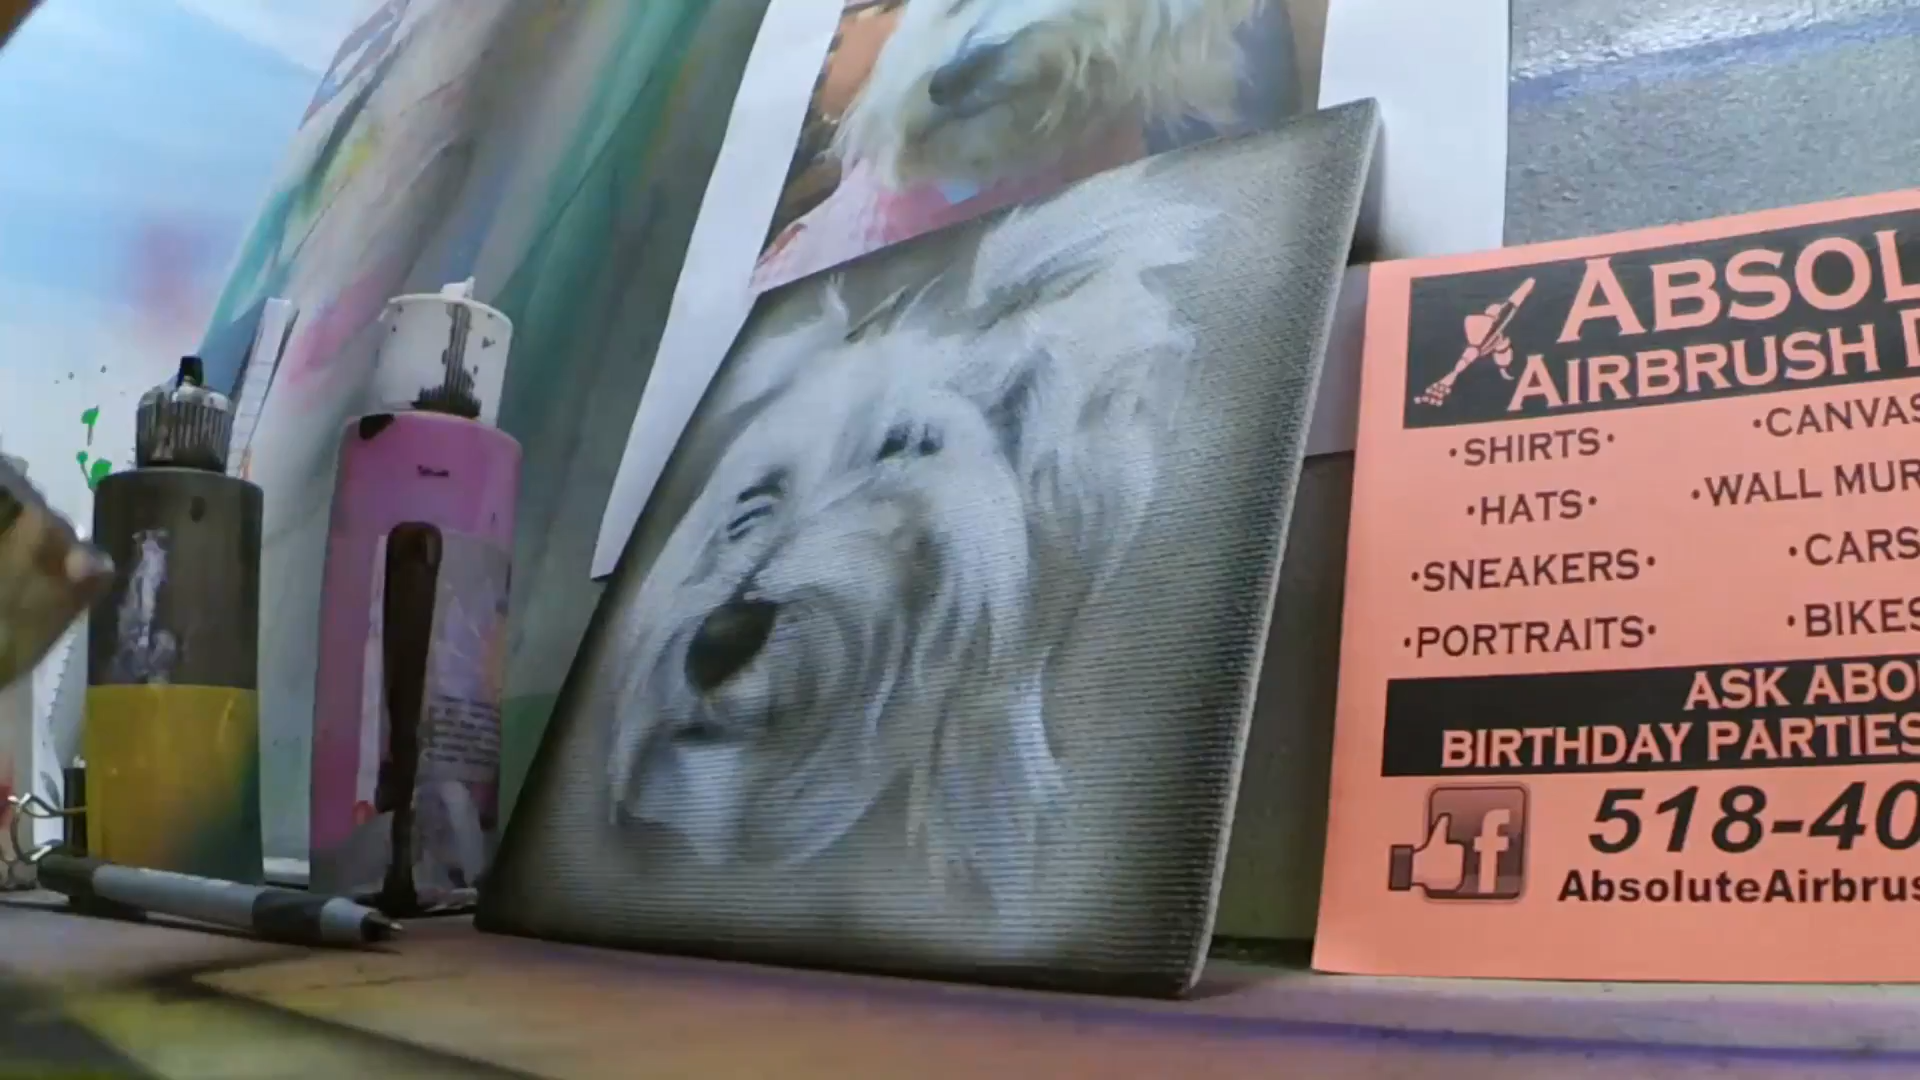 ABSOL
AIRBRUSH D
•SHIRTS• •CANVAS
•HATS• •WALL MUR
•SNEAKERS• •CARS
•PORTRAITS• •BIKES
ASK ABO
BIRTHDAY PARTIES
f 518-40
AbsoluteAirbrus